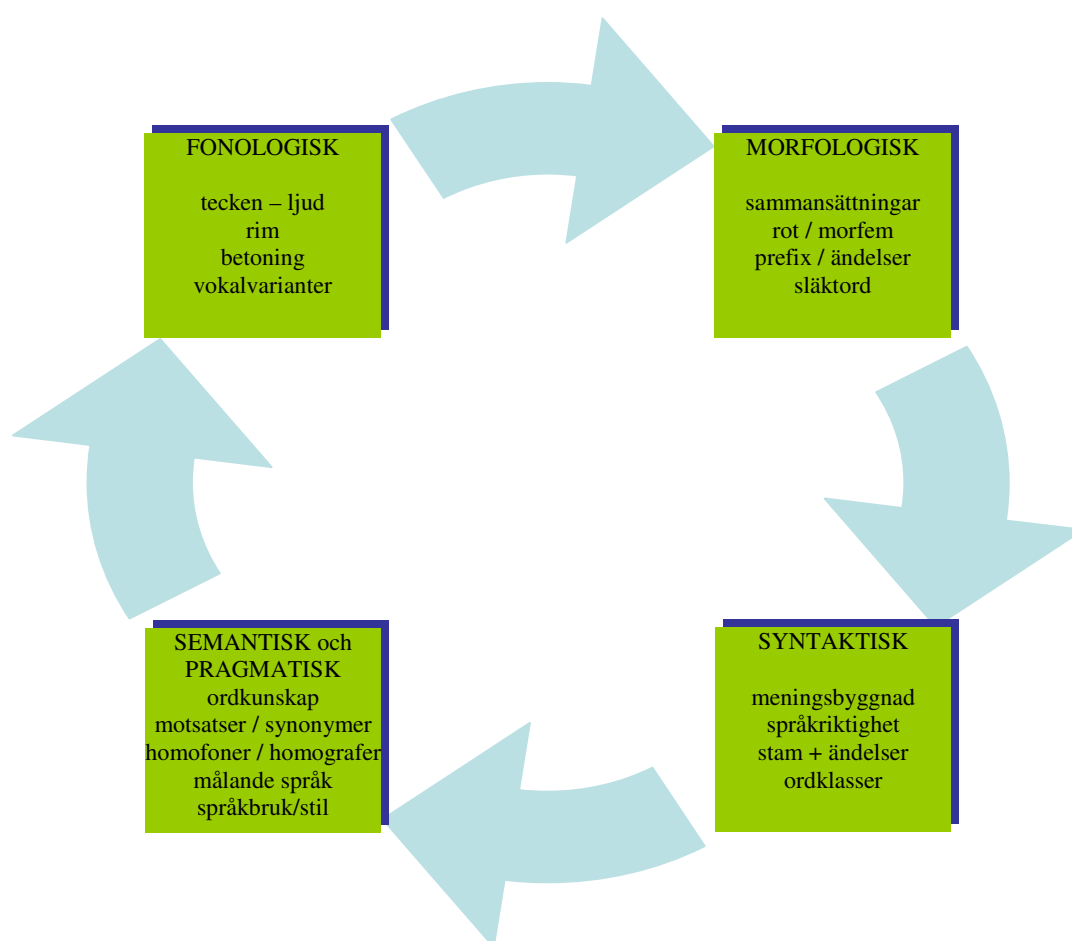 FONOLOGISK
tecken – ljud
rim
betoning
vokalvarianter
MORFOLOGISK
sammansättningar
rot / morfem
prefix / ändelser
släktord
SEMANTISK och
PRAGMATISK
ordkunskap
motsatser / synonymer
homofoner / homografer
målande språk
språkbruk/stil
SYNTAKTISK
meningsbyggnad
språkriktighet
stam + ändelser
ordklasser